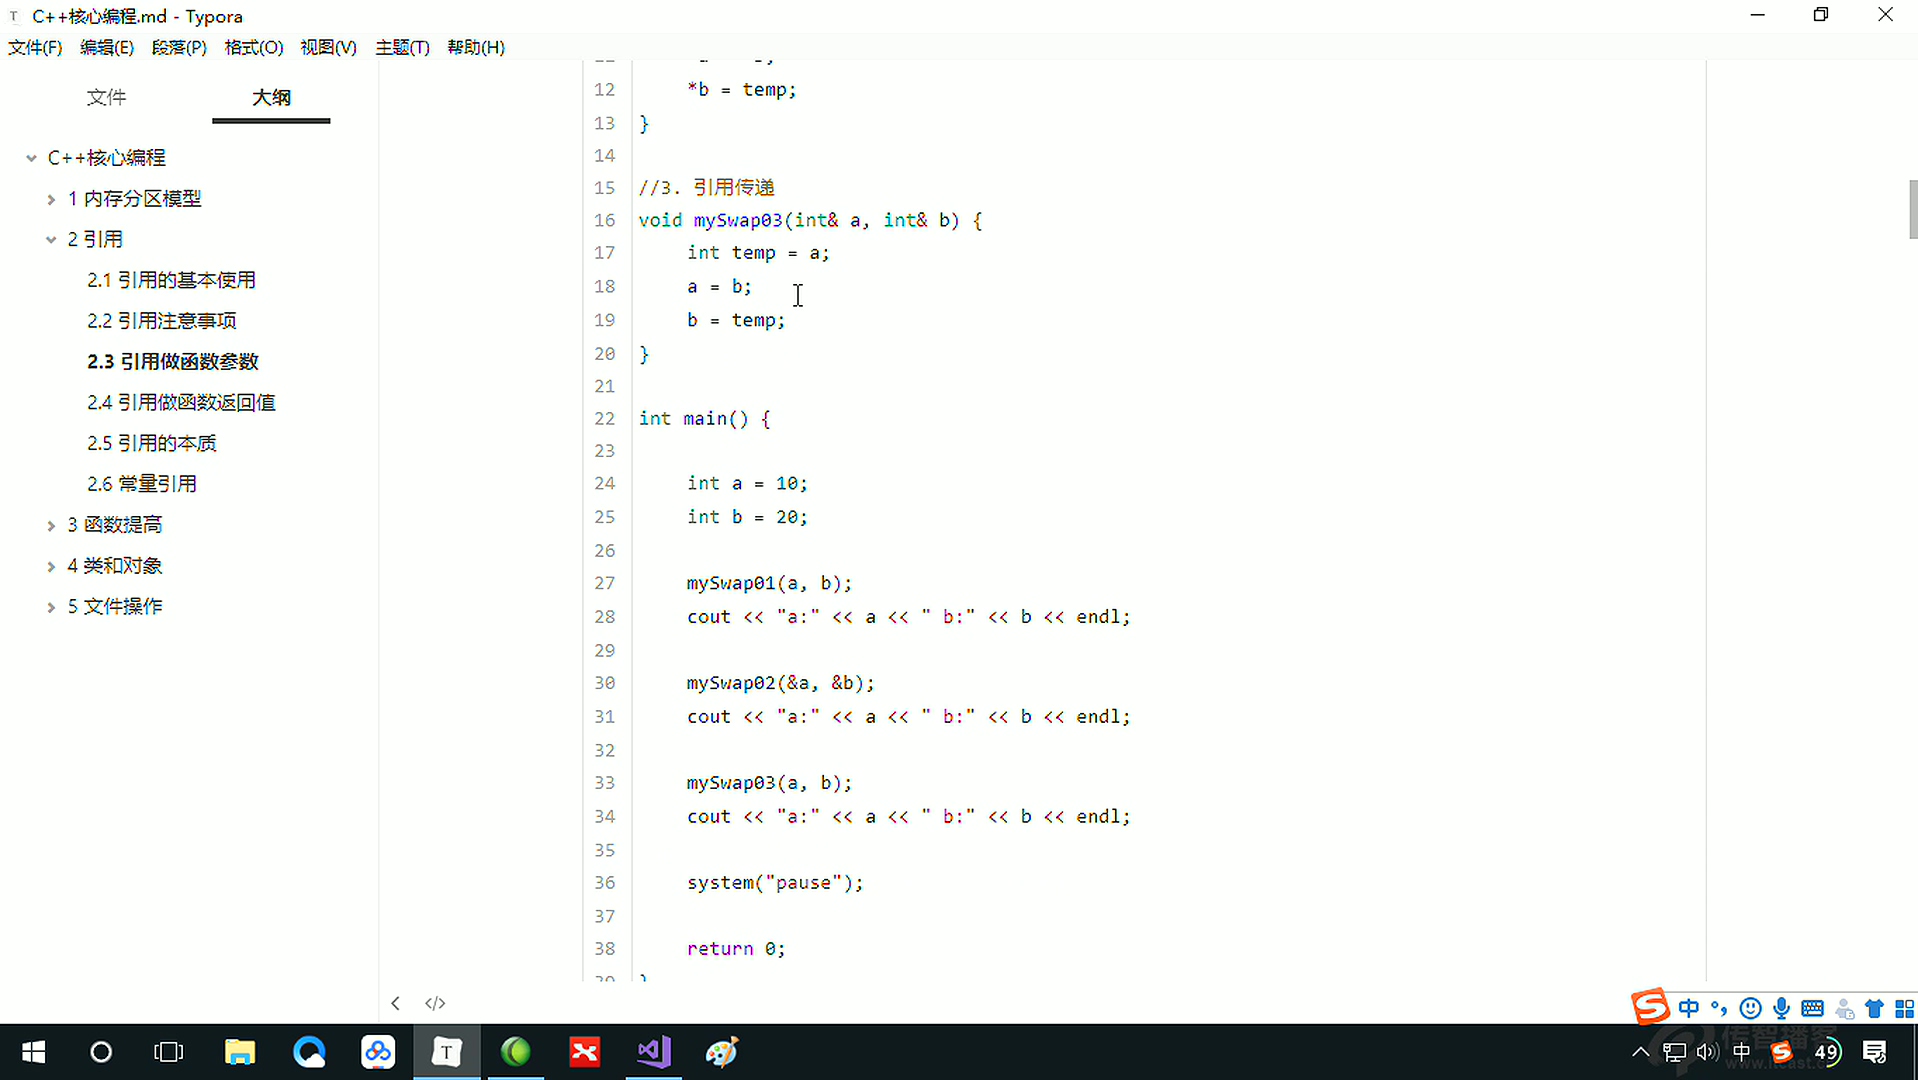 C++核心编程.md - Typora
文件(F) 编辑(E) 段落(P) 格式(O) 视图(V) 主题(T) 帮助(H)
文件 大纲
C++核心编程
1 内存分区模型
2 引用
2.1 引用的基本使用
2.2 引用注意事项
2.3 引用做函数参数
2.4 引用做函数返回值
2.5 引用的本质
2.6 常量引用
3 函数提高
4 类和对象
5 文件操作
12 *b = temp;
13 }
14
15 //3. 引用传递
16 void mySwap03(int& a, int& b) {
17 int temp = a;
18 a = b;
19 b = temp;
20 }
21
22 int main() {
23
24 int a = 10;
25 int b = 20;
26
27 mySwap01(a, b);
28 cout << "a:" << a << " b:" << b << endl;
29
30 mySwap02(&a, &b);
31 cout << "a:" << a << " b:" << b << endl;
32
33 mySwap03(a, b);
34 cout << "a:" << a << " b:" << b << endl;
35
36 system("pause");
37
38 return 0;
</>
中
中 49
传智播客